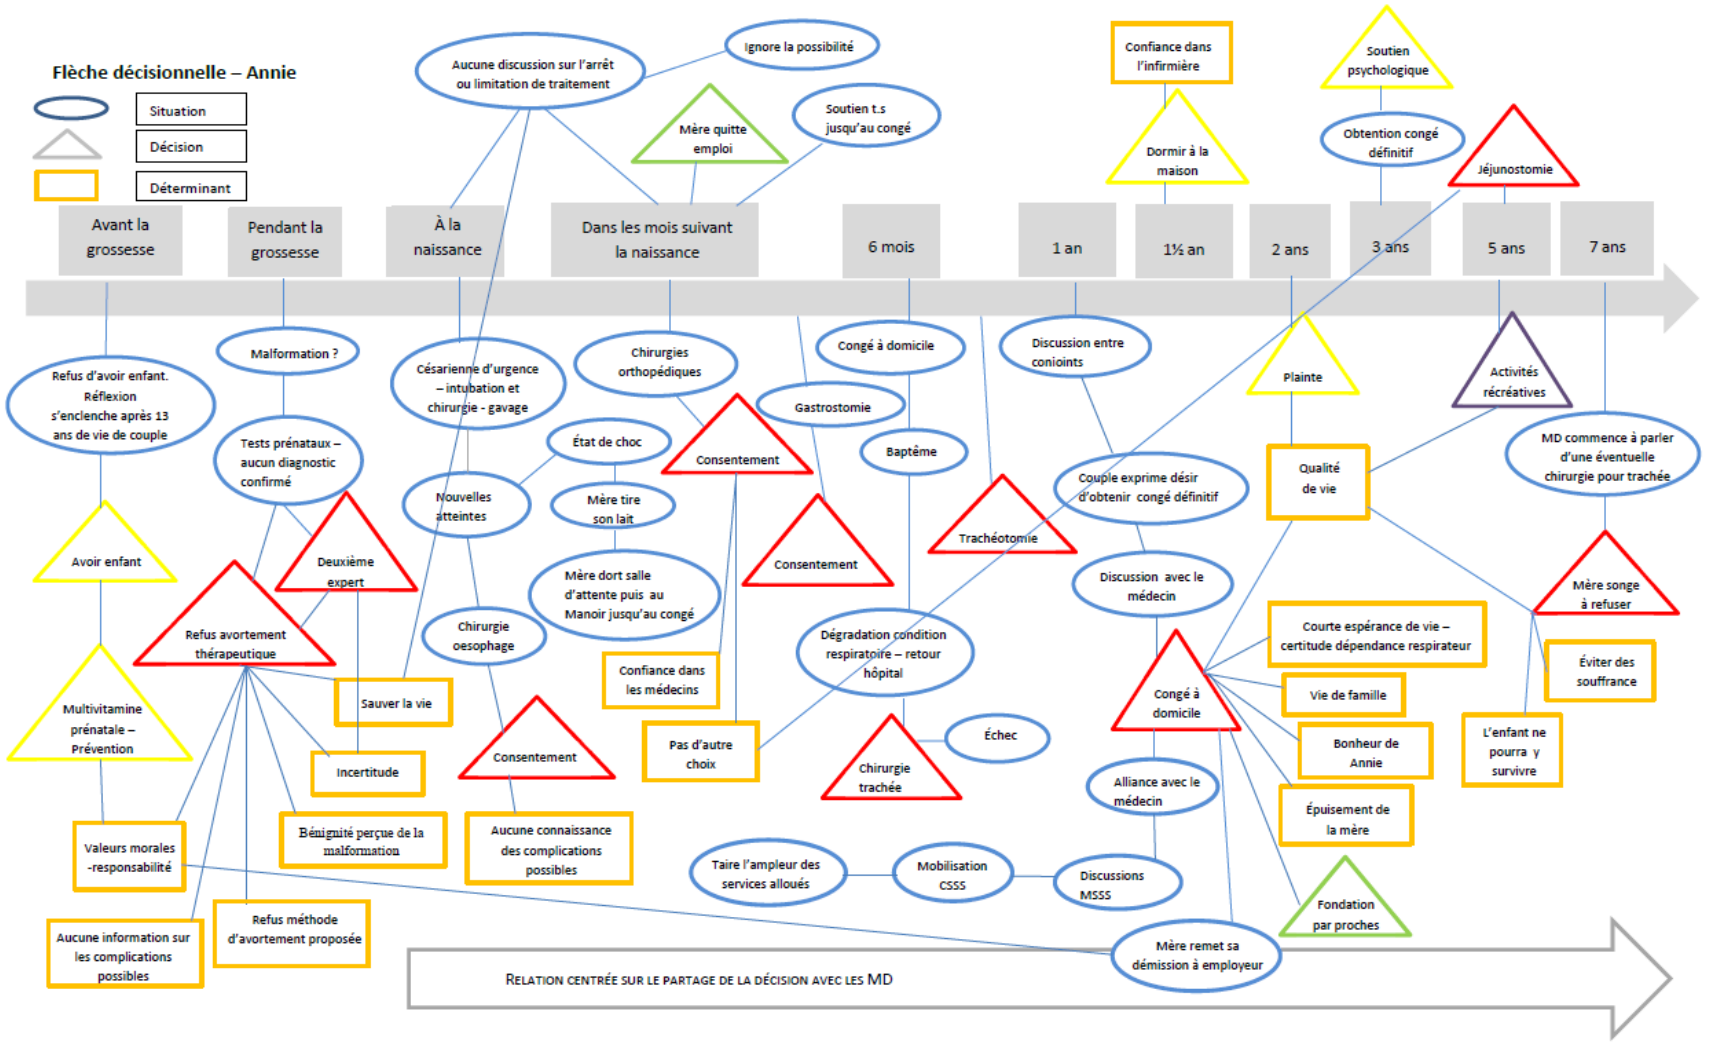 Flèche décisionnelle – Annie
Situation
Décision
Déterminant
Aucune discussion sur l'arrêt
ou limitation de traitement
Ignore la possibilité
Mère quitte
emploi
Soutien t.s
jusqu'au congé
Confiance dans
l'infirmière
Dormir à la
maison
Soutien
psychologique
Obtention congé
définitif
Jéjunostomie
Avant la
grossesse
Pendant la
grossesse
À la
naissance
Dans les mois suivant
la naissance
6 mois
1 an
1½ an
2 ans
3 ans
5 ans
7 ans
Refus d'avoir enfant.
Réflexion
s'enclenche après 13
ans de vie de couple
Avoir enfant
Multivitamine
prénatale –
Prévention
Valeurs morales
-responsabilité
Aucune information sur
les complications
possibles
Malformation ?
Tests prénataux –
aucun diagnostic
confirmé
Deuxième
expert
Refus avortement
thérapeutique
Sauver la vie
Incertitude
Bénignité perçue de la
malformation
Refus méthode
d'avortement proposée
Césarienne d'urgence
– intubation et
chirurgie - gavage
Nouvelles
atteintes
État de choc
Mère tire
son lait
Mère dort salle
d'attente puis au
Manoir jusqu'au congé
Chirurgie
oesophage
Consentement
Aucune connaissance
des complications
possibles
Chirurgies
orthopédiques
Consentement
Confiance dans
les médecins
Pas d'autre
choix
Gastrostomie
Consentement
Congé à domicile
Baptême
Dégradation condition
respiratoire – retour
hôpital
Chirurgie
trachée
Échec
Trachéotomie
Discussion entre
conjoints
Couple exprime désir
d'obtenir congé définitif
Discussion avec le
médecin
Congé à
domicile
Alliance avec le
médecin
Discussions
MSSS
Mobilisation
CSSS
Taire l'ampleur des
services alloués
Mère remet sa
démission à employeur
Plainte
Qualité
de vie
Courte espérance de vie –
certitude dépendance respirateur
Vie de famille
Bonheur de
Annie
Épuisement de
la mère
Fondation
par proches
Activités
récréatives
MD commence à parler
d'une éventuelle
chirurgie pour trachée
Mère songe
à refuser
Éviter des
souffrance
L'enfant ne
pourra y
survivre
RELATION CENTRÉE SUR LE PARTAGE DE LA DÉCISION AVEC LES MD